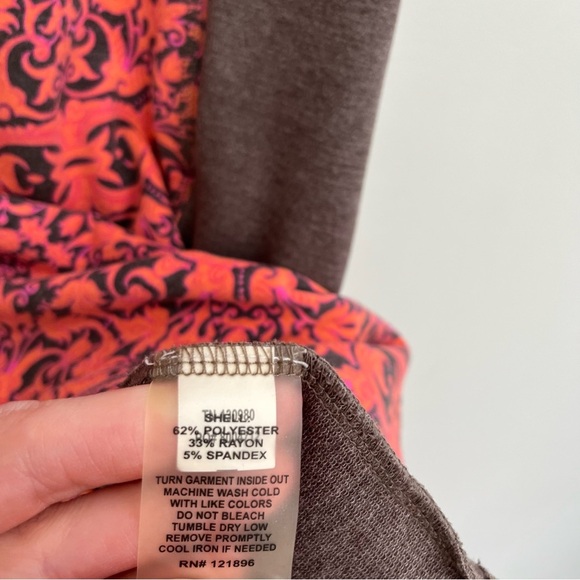 SHELL:
62% POLYESTER
33% RAYON
5% SPANDEX
TURN GARMENT INSIDE OUT
MACHINE WASH COLD
WITH LIKE COLORS
DO NOT BLEACH
TUMBLE DRY LOW
REMOVE PROMPTLY
COOL IRON IF NEEDED
RN# 121896